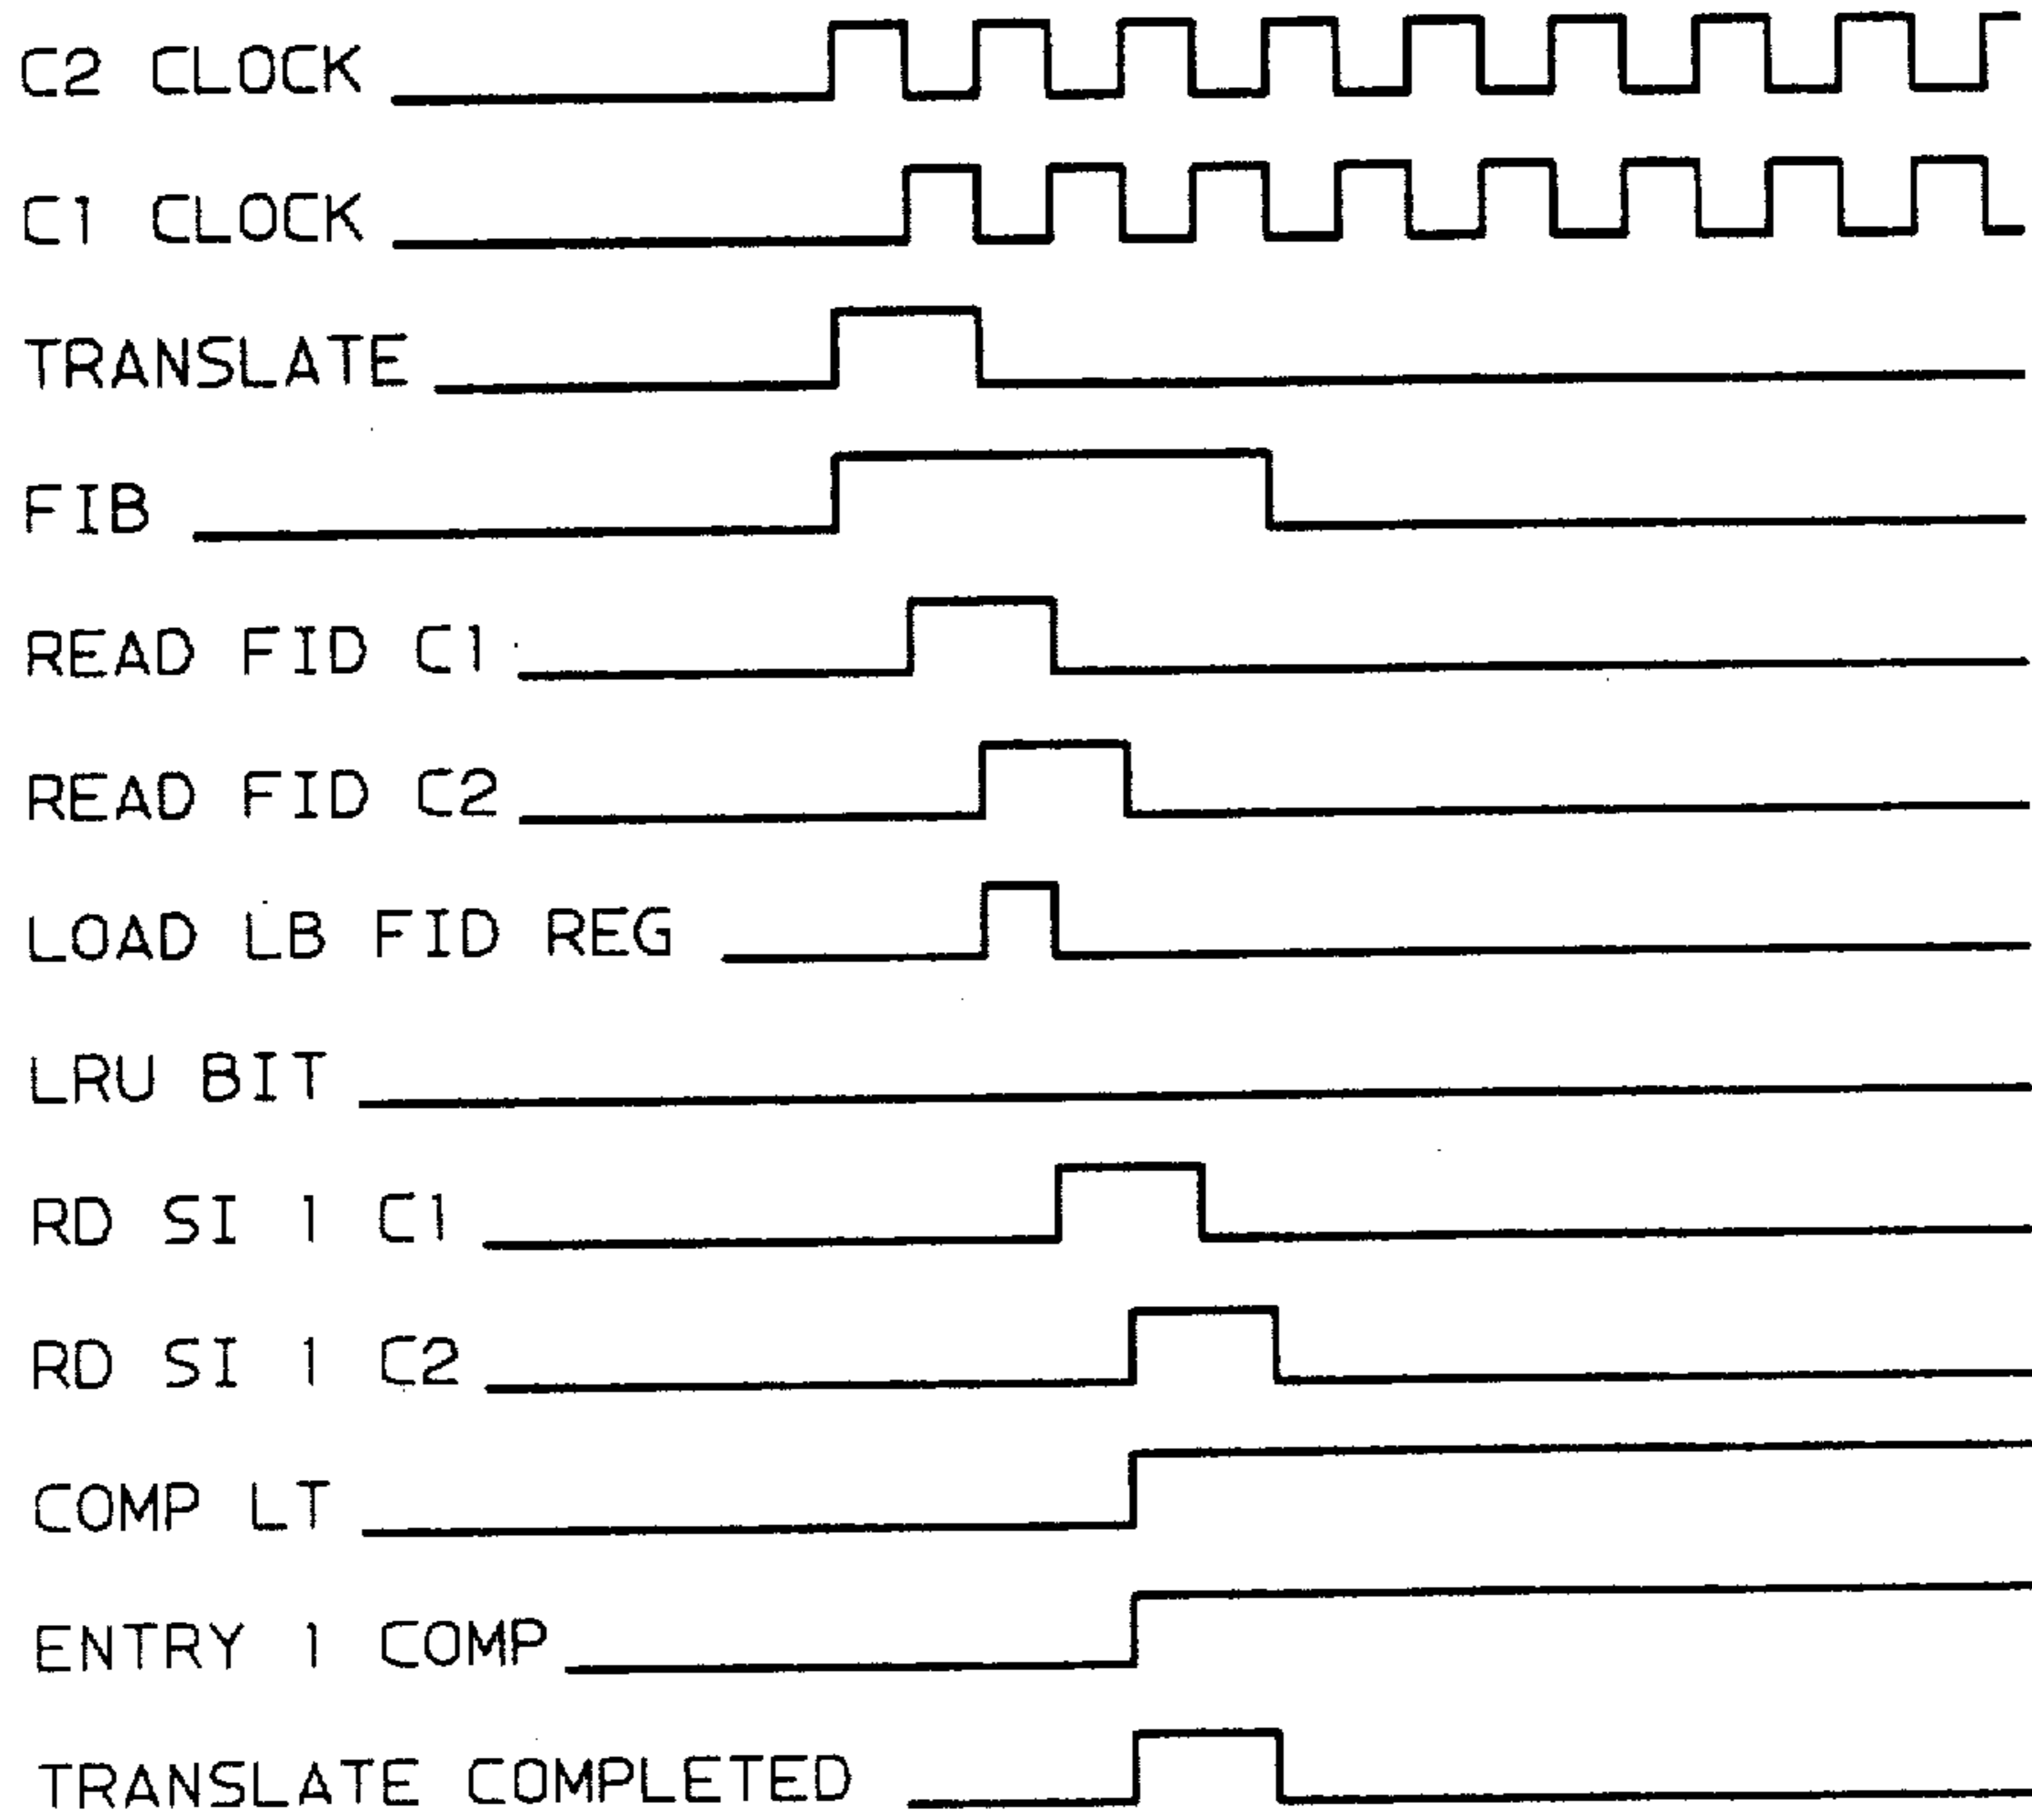 C2 CLOCK
C1 CLOCK
TRANSLATE
FIB
READ FID C1
READ FID C2
LOAD LB FID REG
LRU BIT
RD SI 1 C1
RD SI 1 C2
COMP LT
ENTRY 1 COMP
TRANSLATE COMPLETED